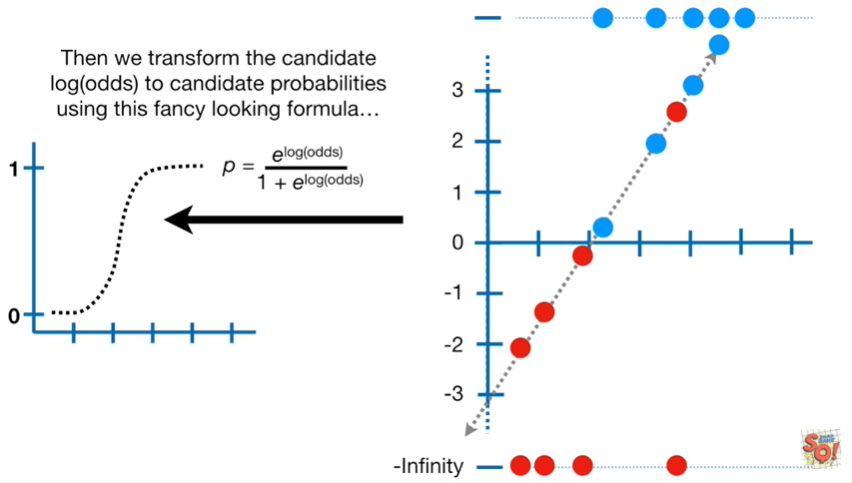 Then we transform the candidate
log(odds) to candidate probabilities
using this fancy looking formula…
1
0
p = e^log(odds) / 1 + e^log(odds)
3
2
1
0
-1
-2
-3
-Infinity
SQ!